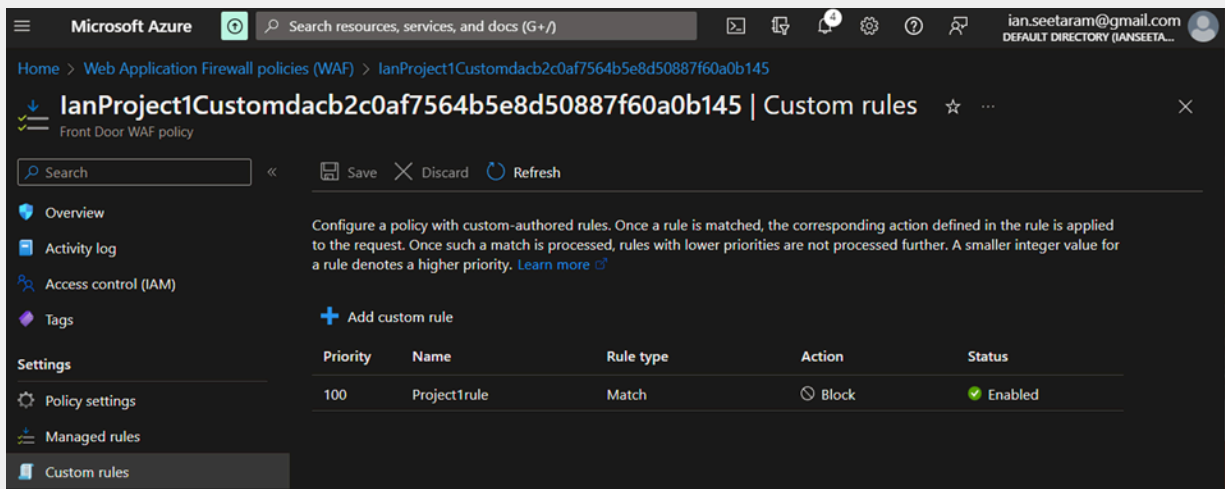 Microsoft Azure
Search resources, services, and docs (G+/)
4
ian.seetaram@gmail.com
DEFAULT DIRECTORY (IANSEETA...
Home > Web Application Firewall policies (WAF) > IanProject1Customdacb2c0af7564b5e8d50887f60a0b145
IanProject1Customdacb2c0af7564b5e8d50887f60a0b145 | Custom rules
Front Door WAF policy
Search
Overview
Activity log
Access control (IAM)
Tags
Settings
Policy settings
Managed rules
Custom rules
Save Discard Refresh
Configure a policy with custom-authored rules. Once a rule is matched, the corresponding action defined in the rule is applied
to the request. Once such a match is processed, rules with lower priorities are not processed further. A smaller integer value for
a rule denotes a higher priority. Learn more
Add custom rule
Priority Name Rule type Action Status
100 Project1rule Match Block Enabled